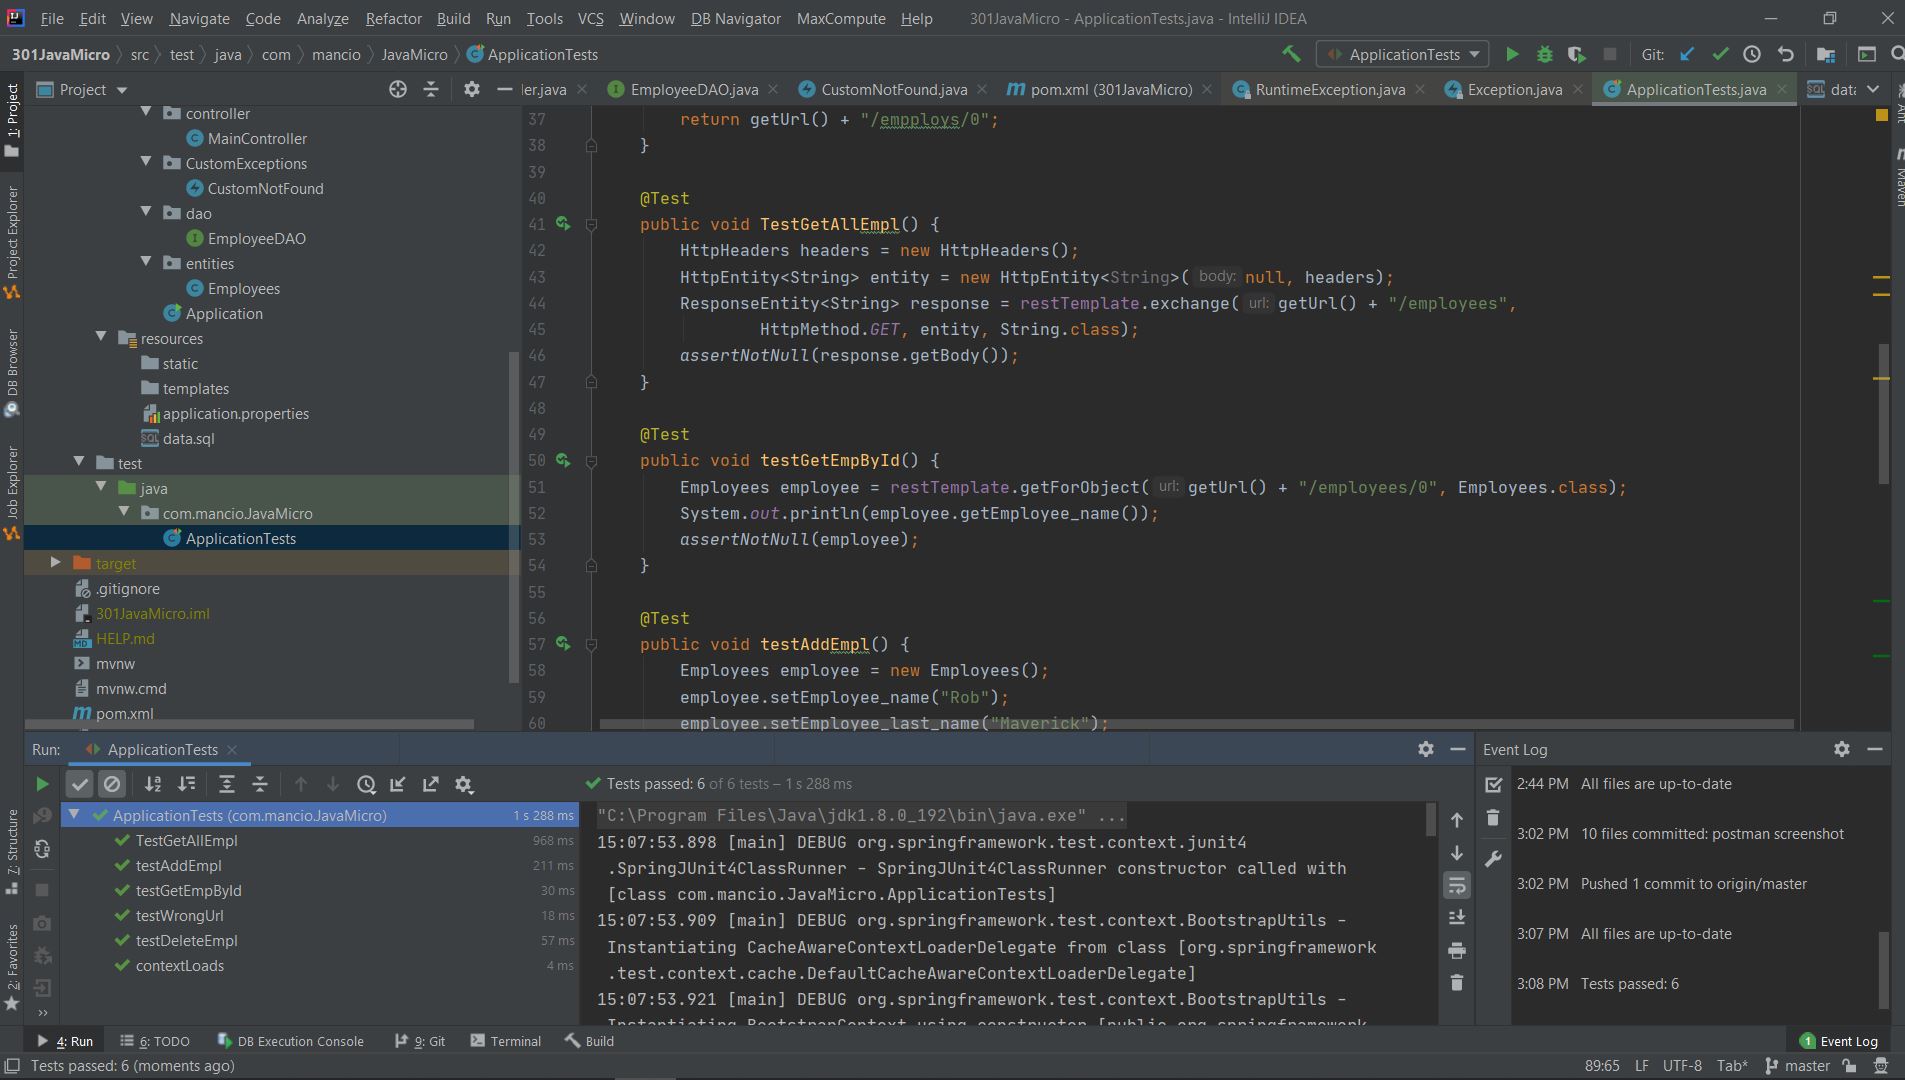 File Edit View Navigate Code Analyze Refactor Build Run Tools VCS Window DB Navigator MaxCompute Help 301JavaMicro - ApplicationTests.java - IntelliJ IDEA
301JavaMicro src test java com mancio JavaMicro ApplicationTests ApplicationTests Git:
Project
ler.java EmployeeDAO.java CustomNotFound.java pom.xml (301JavaMicro) RuntimeException.java Exception.java ApplicationTests.java data
1: Project
Project Explorer
DB Browser
Job Explorer
7: Structure
2: Favorites
Ant
Maven
controller
MainController
CustomExceptions
CustomNotFound
dao
EmployeeDAO
entities
Employees
Application
resources
static
templates
application.properties
data.sql
test
java
com.mancio.JavaMicro
ApplicationTests
target
.gitignore
301JavaMicro.iml
HELP.md
mvnw
mvnw.cmd
pom.xml
37 return getUrl() + "/empploys/0";
38 }
39
40 @Test
41 public void TestGetAllEmpl() {
42 HttpHeaders headers = new HttpHeaders();
43 HttpEntity<String> entity = new HttpEntity<String>( body: null, headers);
44 ResponseEntity<String> response = restTemplate.exchange( url: getUrl() + "/employees",
45 HttpMethod.GET, entity, String.class);
46 assertNotNull(response.getBody());
47 }
48
49 @Test
50 public void testGetEmpById() {
51 Employees employee = restTemplate.getForObject( url: getUrl() + "/employees/0", Employees.class);
52 System.out.println(employee.getEmployee_name());
53 assertNotNull(employee);
54 }
55
56 @Test
57 public void testAddEmpl() {
58 Employees employee = new Employees();
59 employee.setEmployee_name("Rob");
60 employee.setEmployee_last_name("Maverick");
Run: ApplicationTests
Tests passed: 6 of 6 tests – 1 s 288 ms
ApplicationTests (com.mancio.JavaMicro) 1 s 288 ms
TestGetAllEmpl 968 ms
testAddEmpl 211 ms
testGetEmpById 30 ms
testWrongUrl 18 ms
testDeleteEmpl 57 ms
contextLoads 4 ms
"C:\Program Files\Java\jdk1.8.0_192\bin\java.exe" ...
15:07:53.898 [main] DEBUG org.springframework.test.context.junit4
.SpringJUnit4ClassRunner - SpringJUnit4ClassRunner constructor called with
[class com.mancio.JavaMicro.ApplicationTests]
15:07:53.909 [main] DEBUG org.springframework.test.context.BootstrapUtils -
Instantiating CacheAwareContextLoaderDelegate from class [org.springframework
.test.context.cache.DefaultCacheAwareContextLoaderDelegate]
15:07:53.921 [main] DEBUG org.springframework.test.context.BootstrapUtils -
Instantiating BootstrapContext using constructor [public org.springframework
Event Log
2:44 PM All files are up-to-date
3:02 PM 10 files committed: postman screenshot
3:02 PM Pushed 1 commit to origin/master
3:07 PM All files are up-to-date
3:08 PM Tests passed: 6
4: Run 6: TODO DB Execution Console 9: Git Terminal Build 1 Event Log
Tests passed: 6 (moments ago) 89:65 LF UTF-8 Tab* master